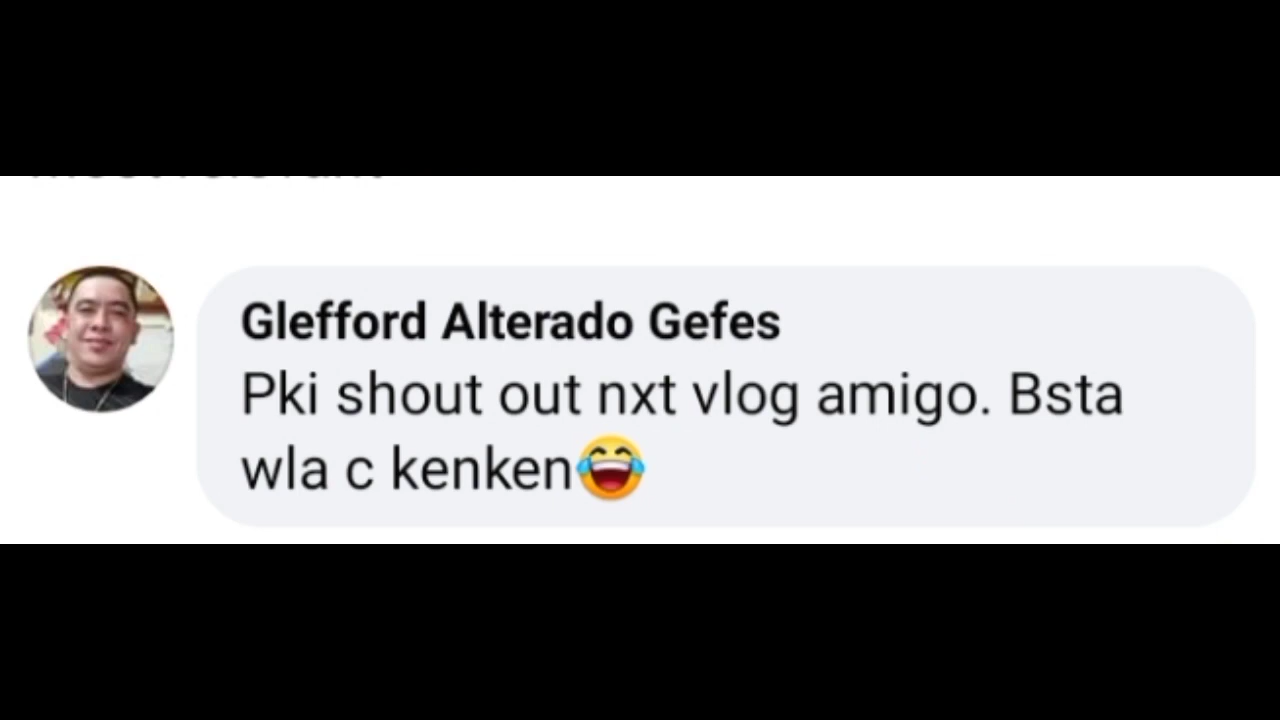 Glefford Alterado Gefes
Pki shout out nxt vlog amigo. Bsta
wla c kenken😂